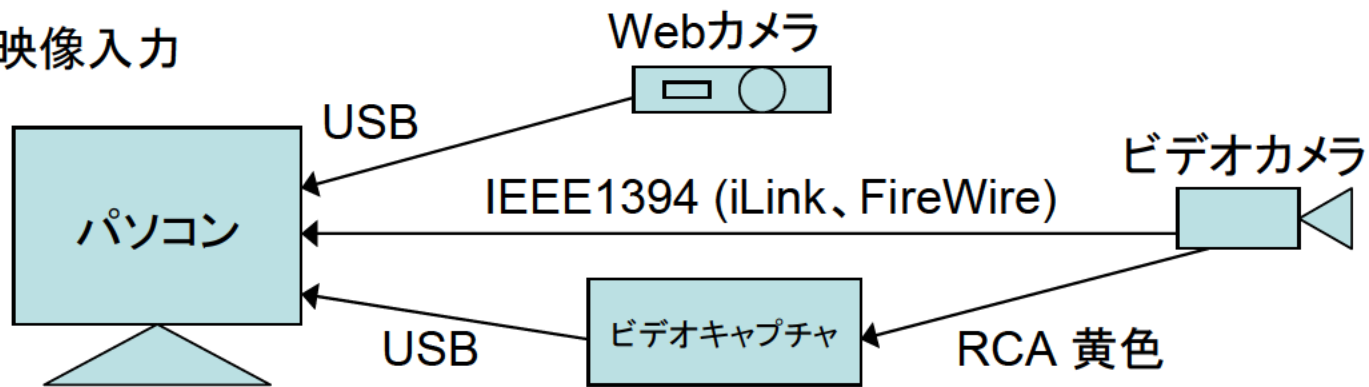 映像入力
Webカメラ
USB
ビデオカメラ
IEEE1394 (iLink、FireWire)
パソコン
ビデオキャプチャ
USB
RCA 黄色